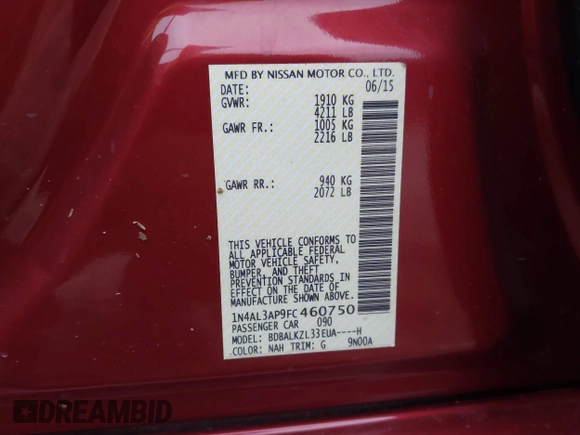 MFD BY NISSAN MOTOR CO., LTD.
DATE: 06/15
GVWR: 1910 KG
4211 LB
GAWR FR.: 1005 KG
2216 LB
GAWR RR.: 940 KG
2072 LB
THIS VEHICLE CONFORMS TO
ALL APPLICABLE FEDERAL
MOTOR VEHICLE SAFETY,
BUMPER, AND THEFT
PREVENTION STANDARDS IN
EFFECT ON THE DATE OF
MANUFACTURE SHOWN ABOVE.
1N4AL3AP9FC460750
PASSENGER CAR 090
MODEL: BDBALKZL33EUA----H
COLOR: NAH TRIM: G 9N00A
DREAMBID